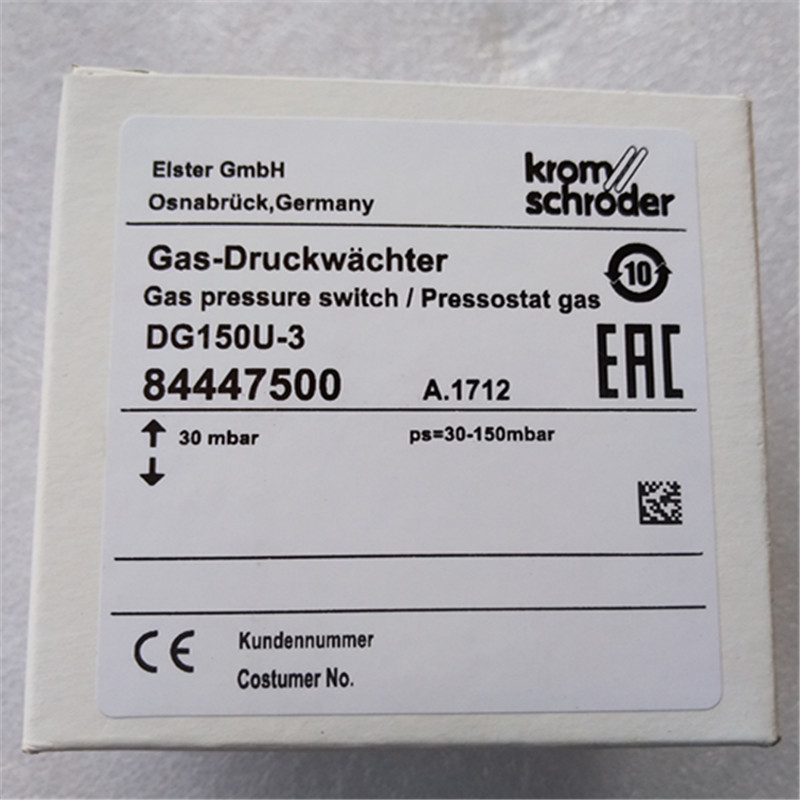 Elster GmbH
Osnabrück,Germany
krom
schröder
Gas-Druckwächter
Gas pressure switch / Pressostat gas
10
DG150U-3
EAC
84447500 A.1712
↑ 30 mbar ps=30-150mbar
↓
CE Kundennummer
Costumer No.